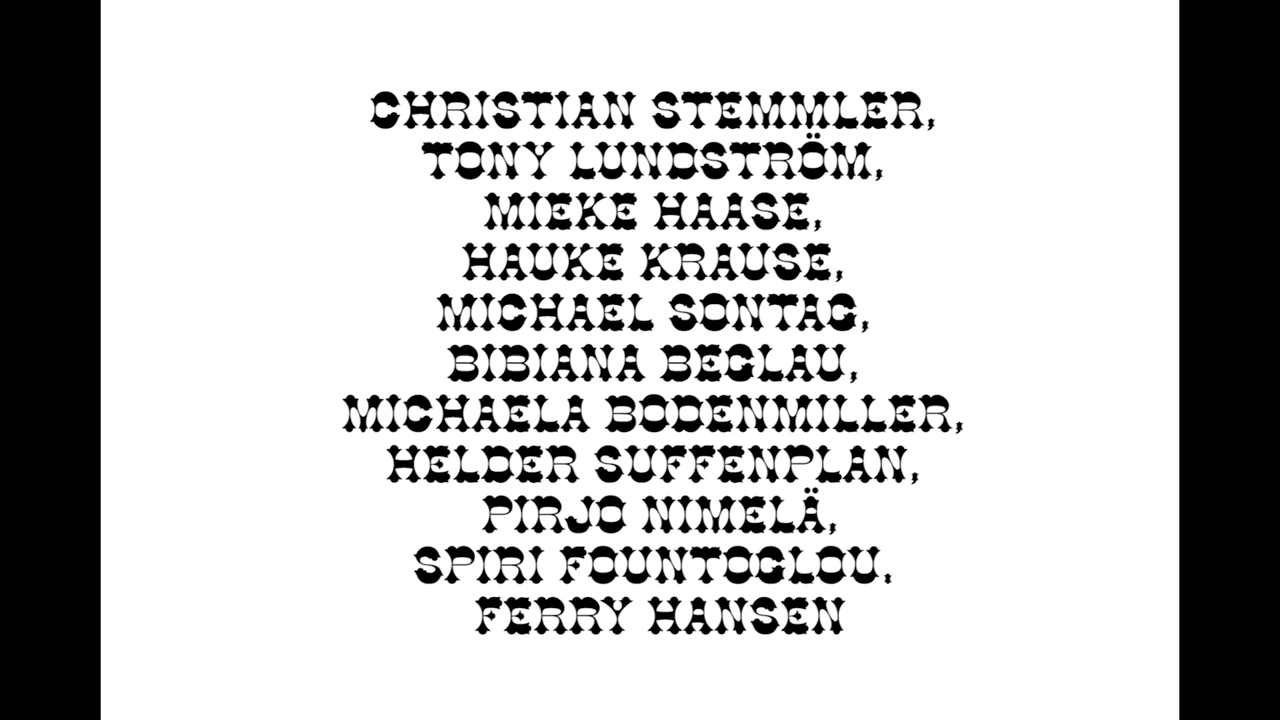 CHRISTIAN STEMMLER,
TONY LUNDSTRÖM,
MIEKE HAASE,
HAUKE KRAUSE,
MICHAEL SONTAG,
BIBIANA BEGLAU,
MICHAELA BODENMILLER,
HELDER SUFFENPLAN,
PIRJO NIMELÄ,
SPIRI FOUNTOGLOU,
FERRY HANSEN